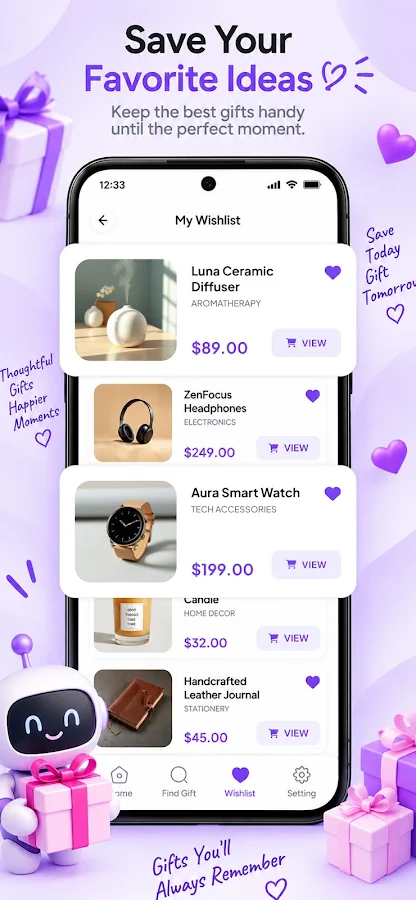 Save Your
Favorite Ideas
Keep the best gifts handy
until the perfect moment.
12:33
My Wishlist
Save
Today
Gift
Tomorrow
Luna Ceramic
Diffuser
AROMATHERAPY
$89.00
VIEW
Thoughtful
Gifts
Happier
Moments
ZenFocus
Headphones
ELECTRONICS
$249.00
VIEW
Aura Smart Watch
TECH ACCESSORIES
$199.00
VIEW
Candle
HOME DECOR
$32.00
VIEW
Handcrafted
Leather Journal
STATIONERY
$45.00
VIEW
ome
Find Gift
Wishlist
Setting
Gifts You'll
Always Remember